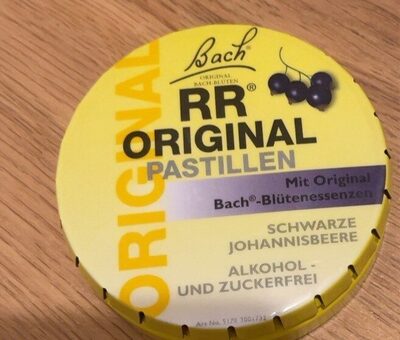 ORIGINAL
Bach®
ORIGINAL
BACH-BLÜTEN
RR®
ORIGINAL
PASTILLEN
Mit Original
Bach®-Blütenessenzen
SCHWARZE
JOHANNISBEERE
ALKOHOL -
UND ZUCKERFREI